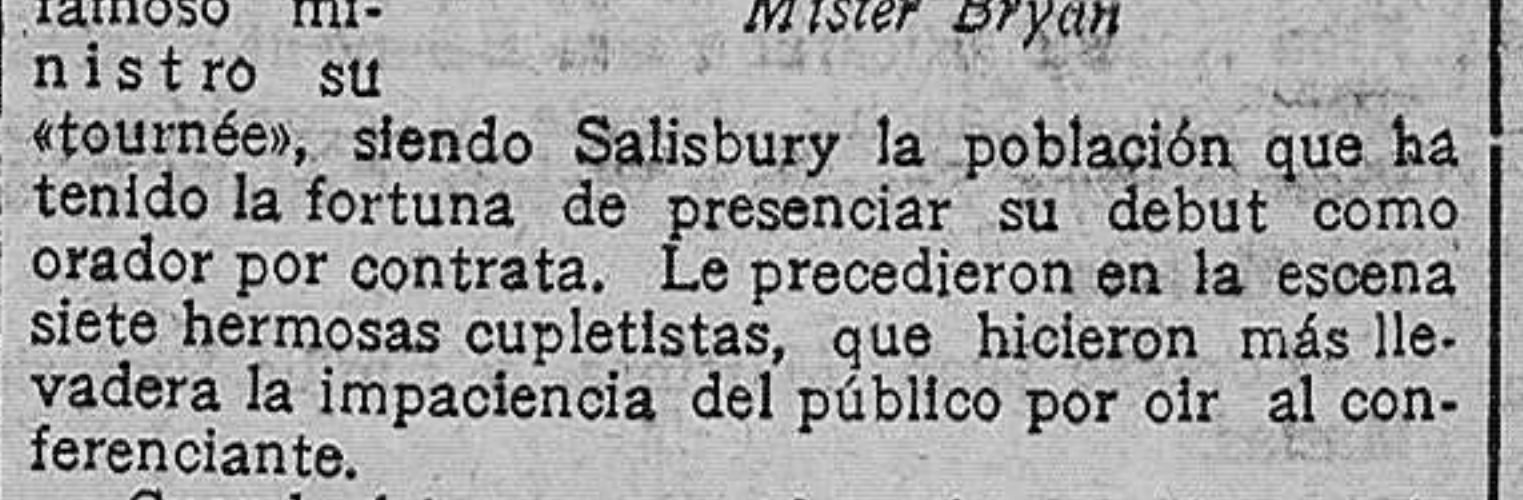 famoso mi-
nistro su
Mister Bryan
«tournée», siendo Salisbury la población que ha
tenido la fortuna de presenciar su debut como
orador por contrata. Le precedieron en la escena
siete hermosas cupletistas, que hicieron más lle-
vadera la impaciencia del público por oir al con-
ferenciante.